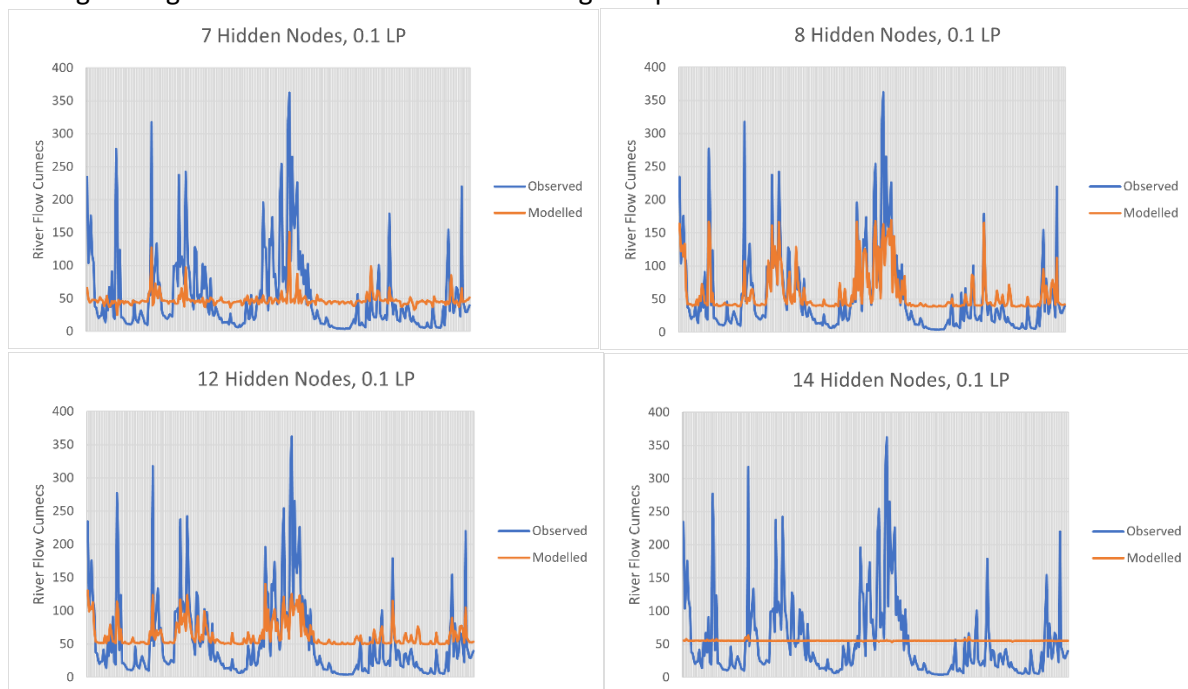 7 Hidden Nodes, 0.1 LP
400
350
300
250
200
150
100
50
0
River Flow Cumecs
Observed
Modelled
8 Hidden Nodes, 0.1 LP
400
350
300
250
200
150
100
50
0
River Flow Cumecs
Observed
Modelled
12 Hidden Nodes, 0.1 LP
400
350
300
250
200
150
100
50
0
River Flow Cumecs
Observed
Modelled
14 Hidden Nodes, 0.1 LP
400
350
300
250
200
150
100
50
0
River Flow Cumecs
Observed
Modelled